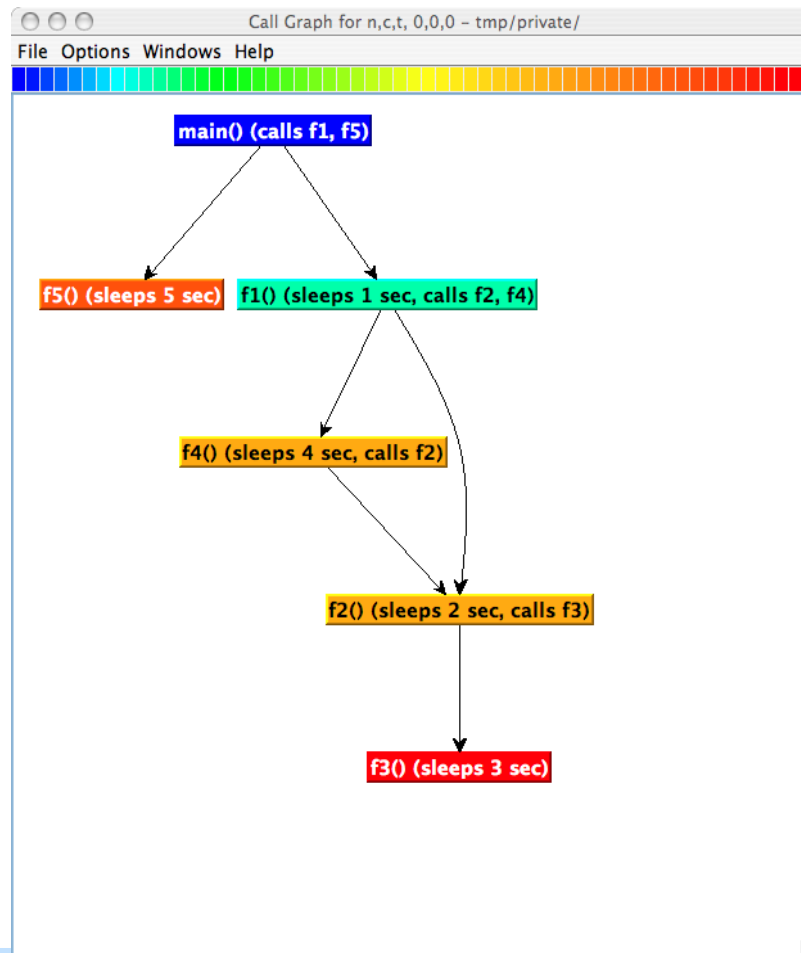 Call Graph for n,c,t, 0,0,0 – tmp/private/
File Options Windows Help
main() (calls f1, f5)
f5() (sleeps 5 sec)
f1() (sleeps 1 sec, calls f2, f4)
f4() (sleeps 4 sec, calls f2)
f2() (sleeps 2 sec, calls f3)
f3() (sleeps 3 sec)